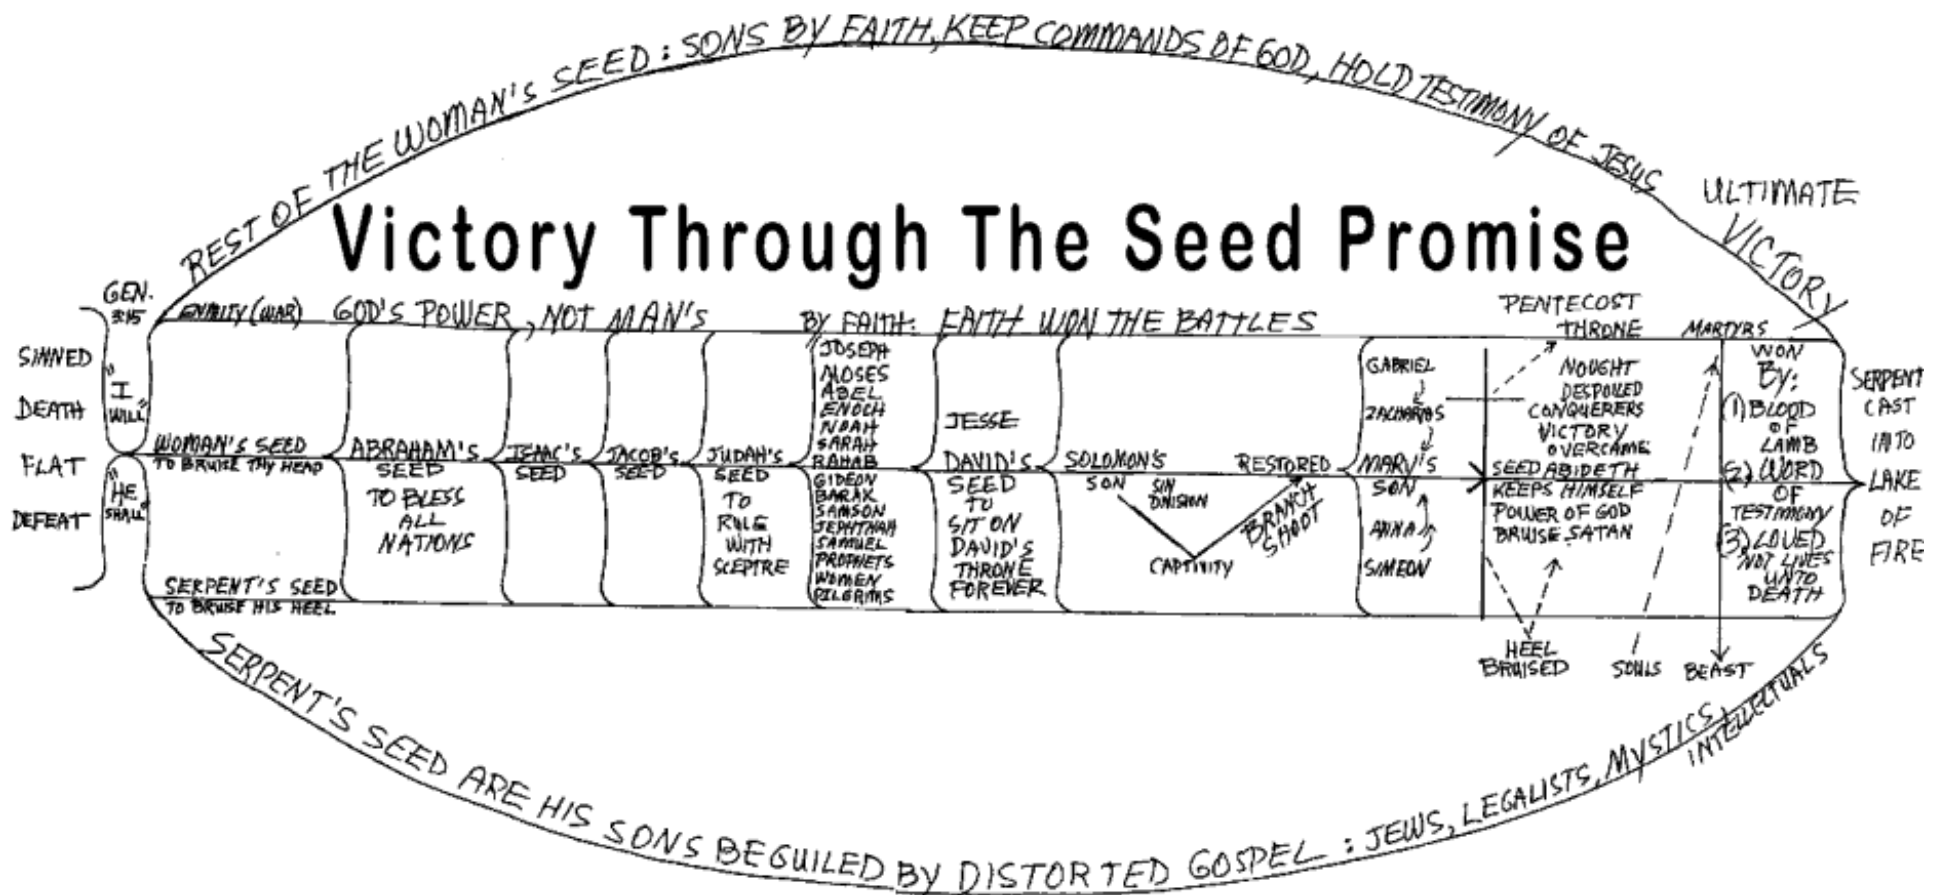 REST OF THE WOMAN'S SEED: SONS BY FAITH, KEEP COMMANDS OF GOD, HOLD TESTIMONY OF JESUS
ULTIMATE
VICTORY
Victory Through The Seed Promise
GEN.
3:15
SINNED
DEATH
FLAT
DEFEAT
"I
WILL"
"HE
SHALL"
ENMITY (WAR) GOD'S POWER, NOT MAN'S BY FAITH: FAITH WON THE BATTLES
WOMAN'S SEED
TO BRUISE THY HEAD
SERPENT'S SEED
TO BRUISE HIS HEEL
ABRAHAM'S
SEED
TO BLESS
ALL
NATIONS
ISAAC'S
SEED
JACOB'S
SEED
JUDAH'S
SEED
TO
RULE
WITH
SCEPTRE
JOSEPH
MOSES
ABEL
ENOCH
NOAH
SARAH
RAHAB
GIDEON
BARAK
SAMSON
JEPHTHAH
SAMUEL
PROPHETS
WOMEN
PILGRIMS
JESSE
DAVID'S
SEED
TO
SIT ON
DAVID'S
THRONE
FOREVER
SOLOMON'S
SON
SIN
DIVISION
CAPTIVITY
BRANCH
SHOOT
RESTORED
GABRIEL
ZACHARIAS
MARY'S
SON
ANNA
SIMEON
PENTECOST
THRONE
NOUGHT
DESPOILED
CONQUERERS
VICTORY
OVERCAME
SEED ABIDETH
KEEPS HIMSELF
POWER OF GOD
BRUISE SATAN
HEEL
BRUISED
SOULS
BEAST
MARTYRS
WON
BY:
(1) BLOOD
OF
LAMB
(2) WORD
OF
TESTIMONY
(3) LOVED
NOT LIVES
UNTO
DEATH
SERPENT
CAST
INTO
LAKE
OF
FIRE
SERPENT'S SEED ARE HIS SONS BEGUILED BY DISTORTED GOSPEL: JEWS, LEGALISTS, MYSTICS,
INTELLECTUALS